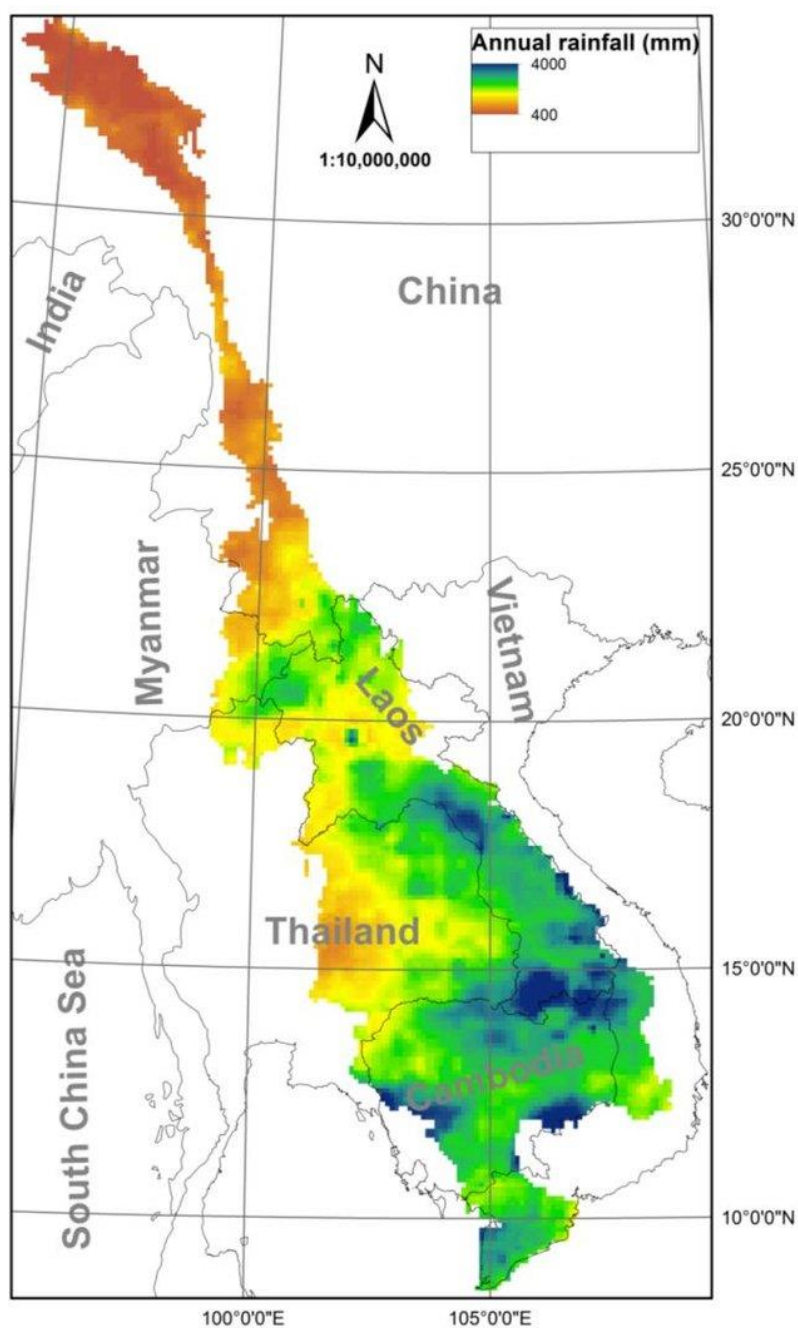 Annual rainfall (mm)
4000
400
N
1:10,000,000
30°0'0"N
China
India
25°0'0"N
Myanmar
Vietnam
Laos
20°0'0"N
Thailand
15°0'0"N
South China Sea
Cambodia
10°0'0"N
100°0'0"E
105°0'0"E